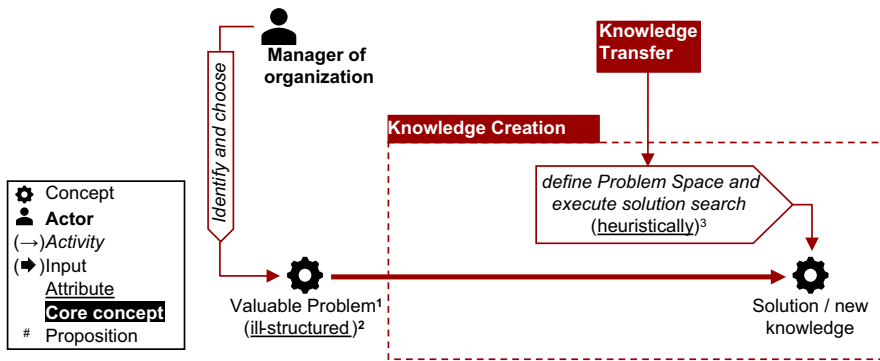 Manager of
organization
Identify and choose
Knowledge
Transfer
Knowledge Creation
define Problem Space and
execute solution search
(heuristically)³
Concept
Actor
(→)Activity
(➡)Input
Attribute
Core concept
# Proposition
Valuable Problem¹
(ill-structured )²
Solution / new
knowledge